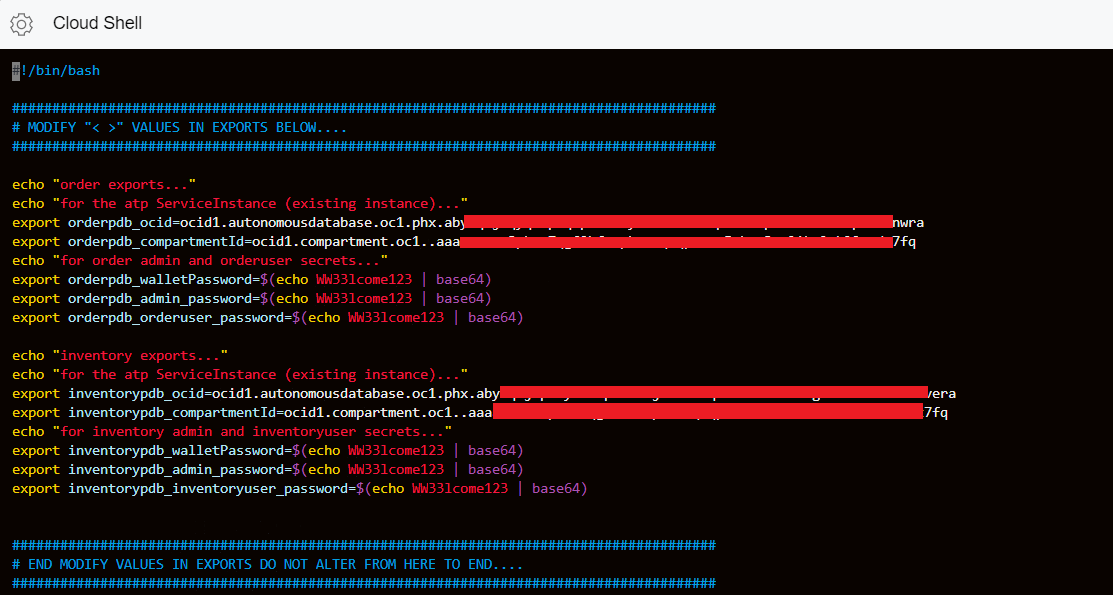 Cloud Shell
#!/bin/bash
########################################################################################
# MODIFY "< >" VALUES IN EXPORTS BELOW....
########################################################################################
echo "order exports..."
echo "for the atp ServiceInstance (existing instance)..."
export orderpdb_ocid=ocid1.autonomousdatabase.oc1.phx.aby nwra
export orderpdb_compartmentId=ocid1.compartment.oc1..aaa 7fq
echo "for order admin and orderuser secrets..."
export orderpdb_walletPassword=$(echo WW33lcome123 | base64)
export orderpdb_admin_password=$(echo WW33lcome123 | base64)
export orderpdb_orderuser_password=$(echo WW33lcome123 | base64)
echo "inventory exports..."
echo "for the atp ServiceInstance (existing instance)..."
export inventorypdb_ocid=ocid1.autonomousdatabase.oc1.phx.aby vera
export inventorypdb_compartmentId=ocid1.compartment.oc1..aaa 7fq
echo "for inventory admin and inventoryuser secrets..."
export inventorypdb_walletPassword=$(echo WW33lcome123 | base64)
export inventorypdb_admin_password=$(echo WW33lcome123 | base64)
export inventorypdb_inventoryuser_password=$(echo WW33lcome123 | base64)
########################################################################################
# END MODIFY VALUES IN EXPORTS DO NOT ALTER FROM HERE TO END....
########################################################################################